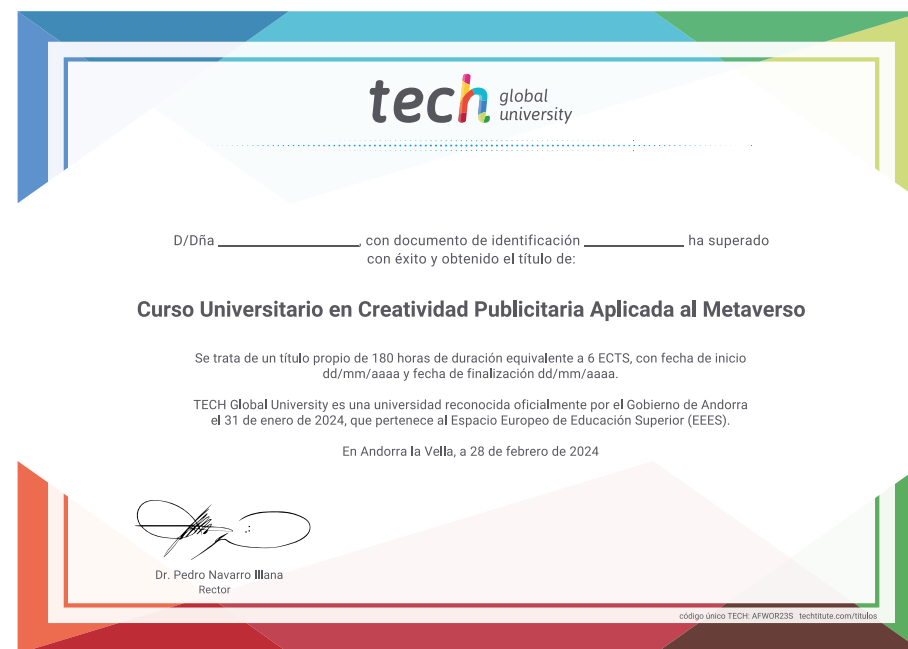 tech global university
D/Dña ____________, con documento de identificación ____________ ha superado
con éxito y obtenido el título de:
Curso Universitario en Creatividad Publicitaria Aplicada al Metaverso
Se trata de un título propio de 180 horas de duración equivalente a 6 ECTS, con fecha de inicio
dd/mm/aaaa y fecha de finalización dd/mm/aaaa.
TECH Global University es una universidad reconocida oficialmente por el Gobierno de Andorra
el 31 de enero de 2024, que pertenece al Espacio Europeo de Educación Superior (EEES).
En Andorra la Vella, a 28 de febrero de 2024
Dr. Pedro Navarro Illana
Rector
código único TECH: AFWOR23S techtitute.com/titulos